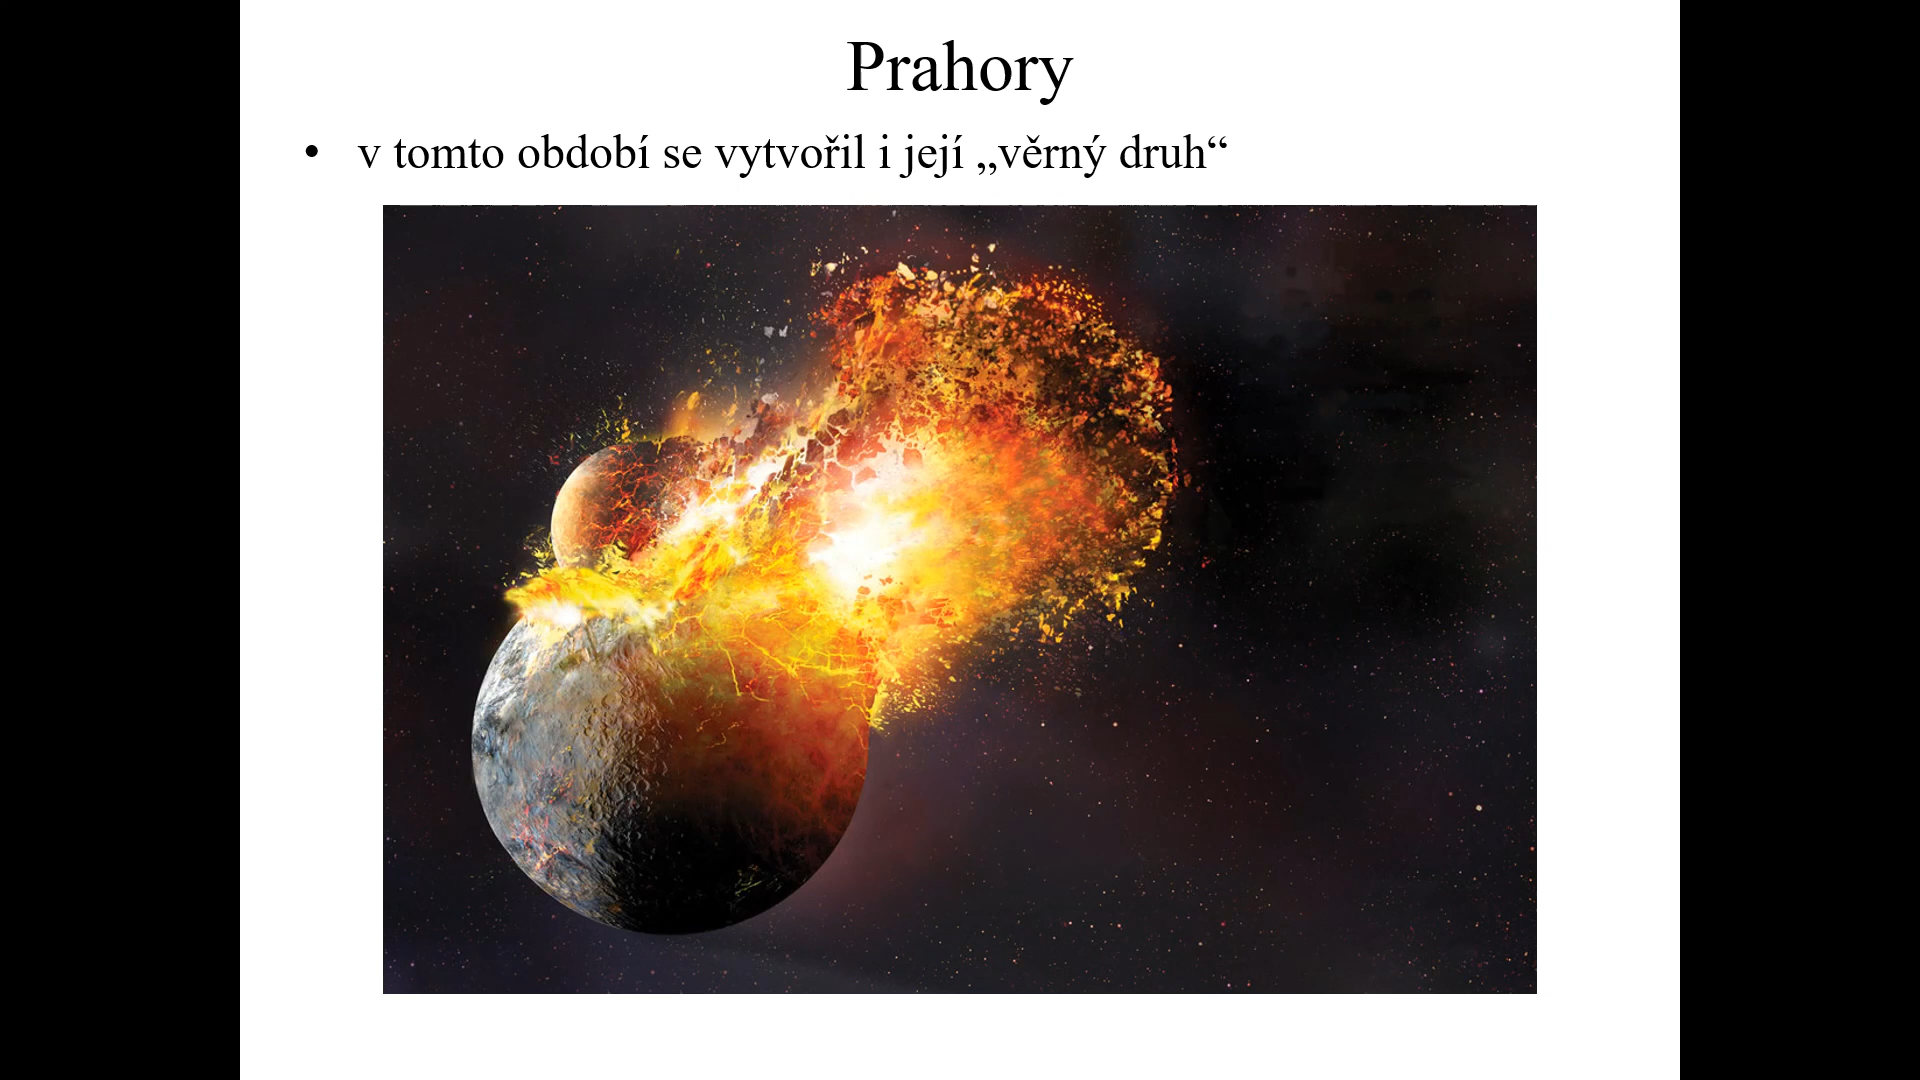 Prahory
• v tomto období se vytvořil i její „věrný druh“